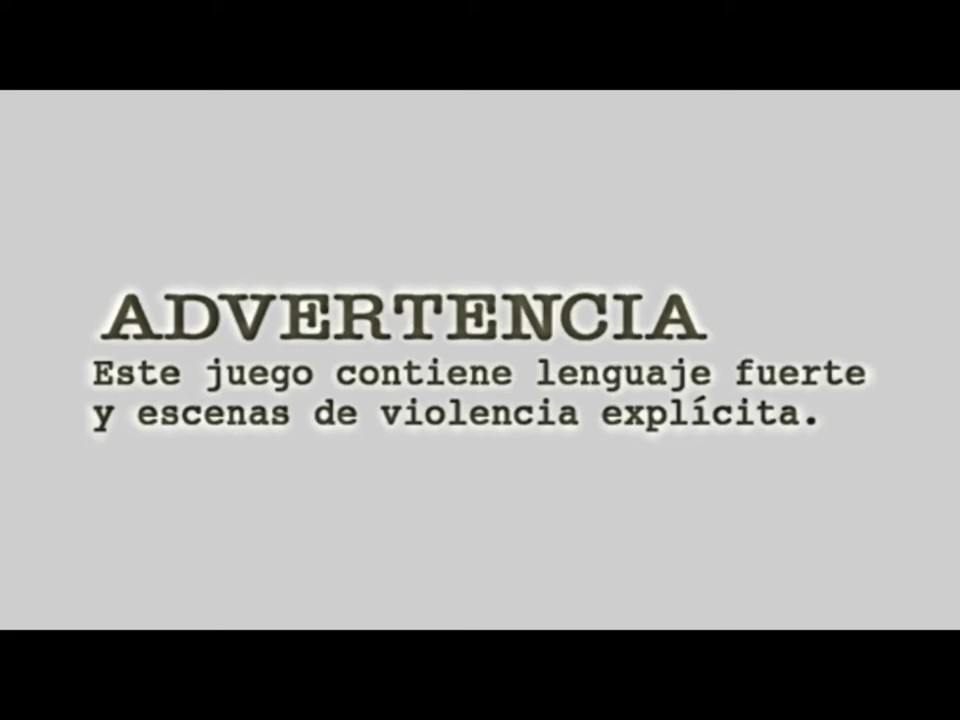 ADVERTENCIA
Este juego contiene lenguaje fuerte
y escenas de violencia explícita.